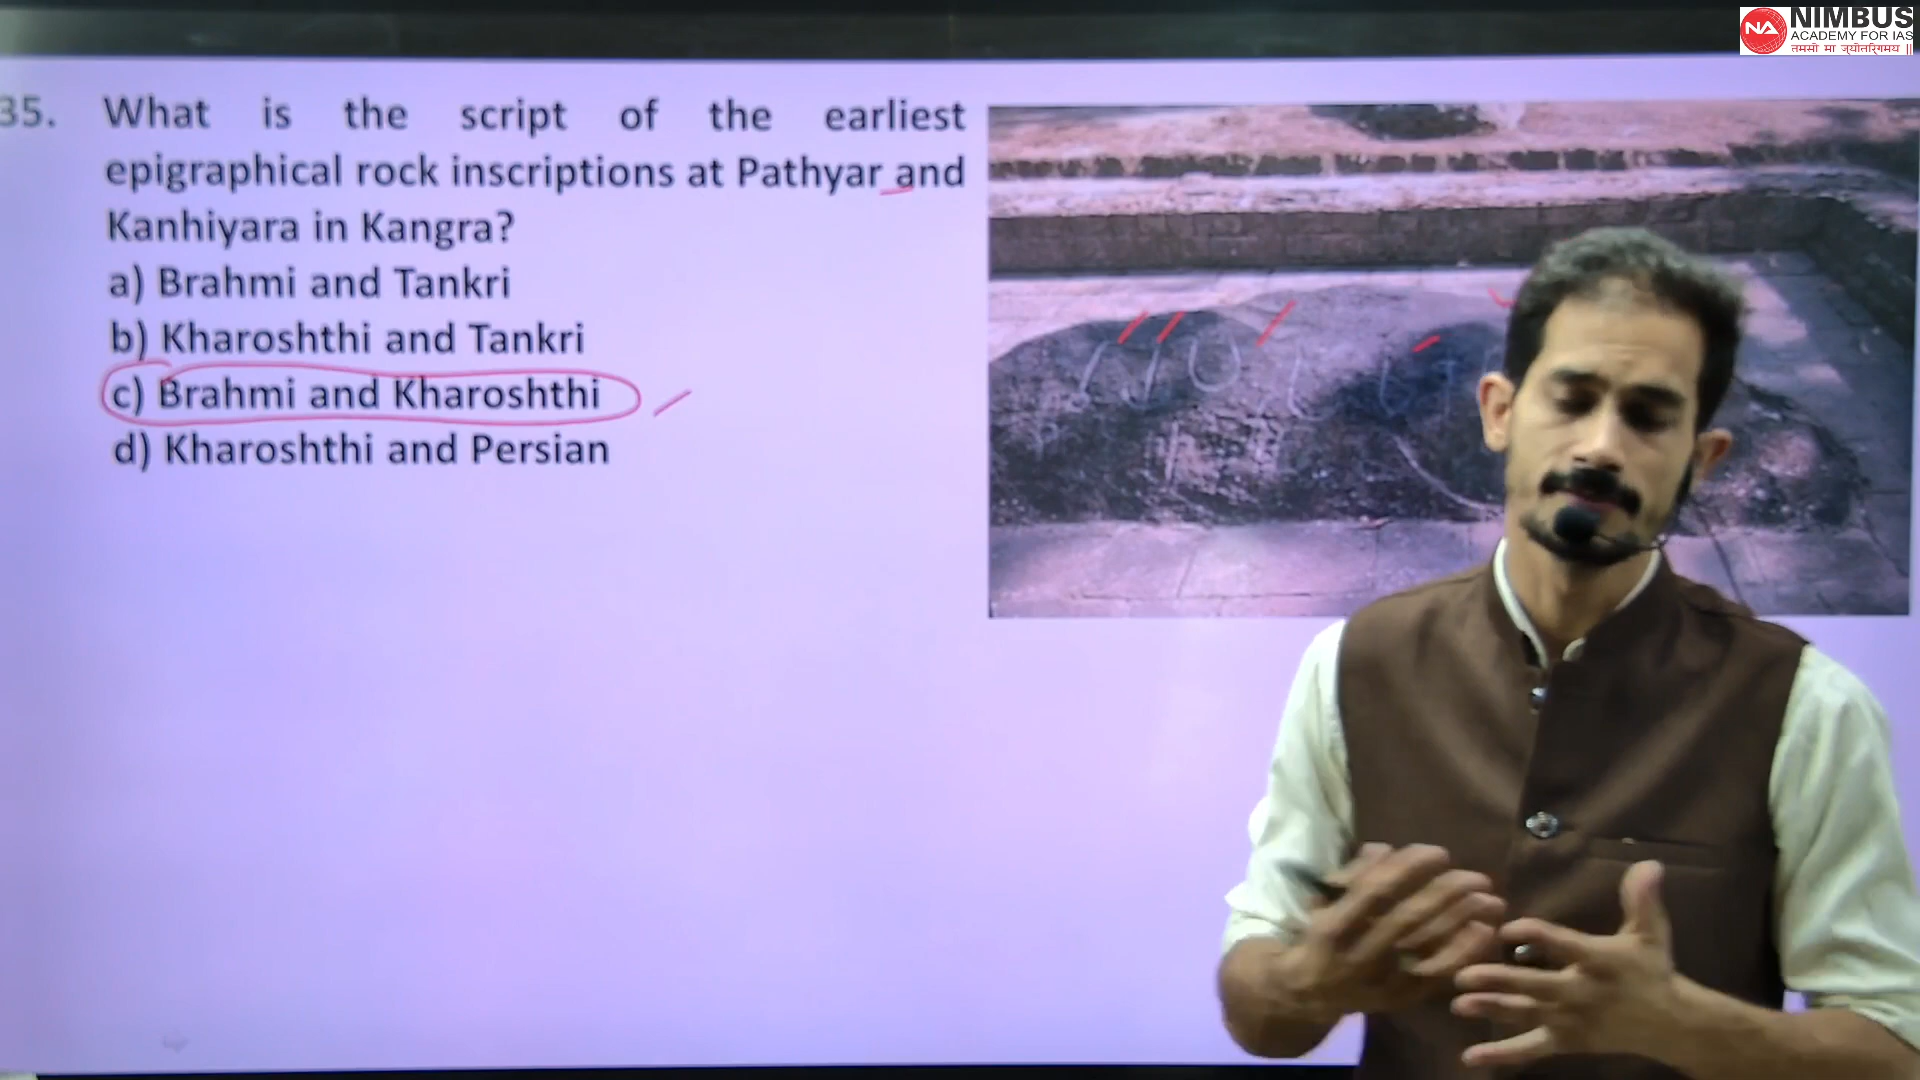 NIMBUS
ACADEMY FOR IAS
तमसो मा ज्योतिर्गमय ||
35. What is the script of the earliest
epigraphical rock inscriptions at Pathyar and
Kanhiyara in Kangra?
a) Brahmi and Tankri
b) Kharoshthi and Tankri
c) Brahmi and Kharoshthi
d) Kharoshthi and Persian